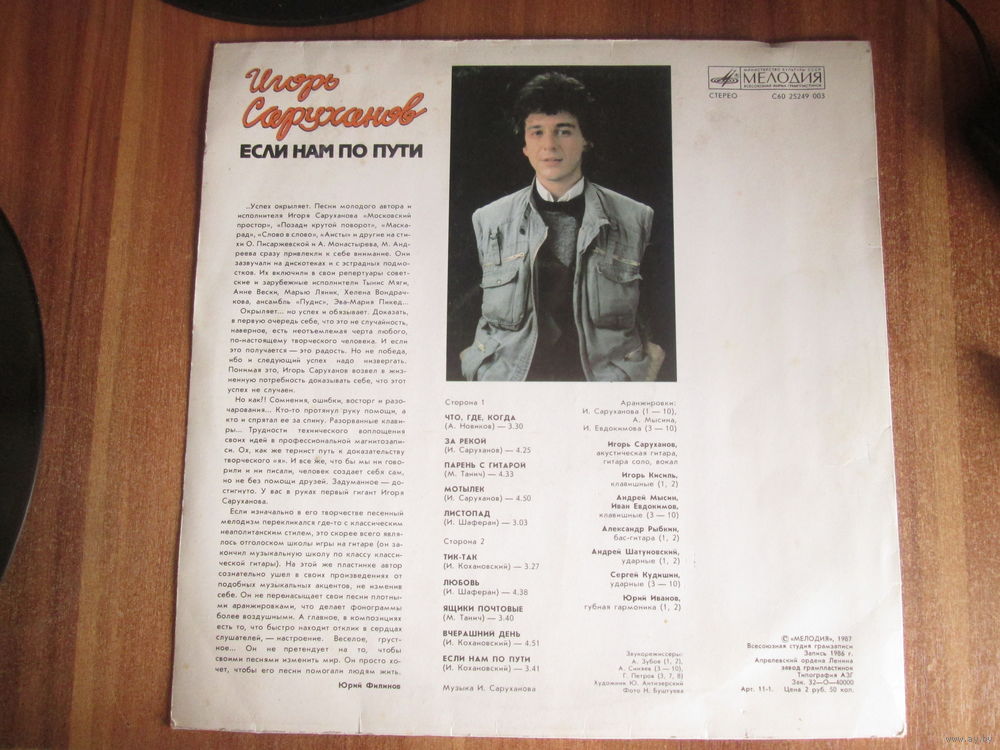 Игорь
Саруханов
ЕСЛИ НАМ ПО ПУТИ
...Успех окрыляет. Песни молодого автора и
исполнителя Игоря Саруханова «Московский
простор», «Позади крутой поворот», «Маска-
рад», «Слово в слово», «Аисты» и другие на сти-
хи О. Писаржевской и А. Монастырева, М. Анд-
реева сразу привлекли к себе внимание. Они
зазвучали на дискотеках и с эстрадных подмо-
стков. Их включили в свои репертуары совет-
ские и зарубежные исполнители Тынис Мяги,
Анне Вески, Марью Ляник, Хелена Вондрач-
кова, ансамбль «Пудис», Эва-Мария Пикед...
Окрыляет... но успех и обязывает. Доказать,
в первую очередь себе, что это не случайность,
наверное, есть неотъемлемая черта любого,
по-настоящему творческого человека. И если
это получается — это радость. Но не победа,
ибо и следующий успех надо низвергать.
Понимая это, Игорь Саруханов возвел в жиз-
ненную потребность доказывать себе, что этот
успех не случаен.
Но как?! Сомнения, ошибки, восторг и разо-
чарования... Кто-то протянул руку помощи, а
кто и спрятал ее за спину. Разорванные клави-
ры... Трудности технического воплощения
своих идей в профессиональной магнитозапи-
си. Ох, как же тернист путь к доказательству
творческого «я». И все же, что бы мы ни гово-
рили и ни писали, человек создает себя сам,
но не без помощи друзей. Задуманное — до-
стигнуто. У вас в руках первый гигант Игоря
Саруханова.
Если изначально в его творчестве песенный
мелодизм перекликался где-то с классическим
неаполитанским стилем, это скорее всего явля-
лось отголоском школы игры на гитаре (он за-
кончил музыкальную школу по классу класси-
ческой гитары). На этой же пластинке автор
сознательно ушел в своих произведениях от
подобных музыкальных акцентов, не изменив
себе. Он не перенасыщает свои песни плотны-
ми аранжировками, что делает фонограммы
более воздушными. А главное, в композициях
есть то, что быстро находит отклик в сердцах
слушателей, — настроение. Веселое, груст-
ное... Он не претендует на то, чтобы
своими песнями изменить мир. Он просто хо-
чет, чтобы его песни помогали людям жить.
Юрий Филинов
Сторона 1
ЧТО, ГДЕ, КОГДА
(А. Новиков) — 3.30
ЗА РЕКОЙ
(И. Саруханов) — 4.25
ПАРЕНЬ С ГИТАРОЙ
(М. Танич) — 4.33
МОТЫЛЕК
(И. Саруханов) — 4.50
ЛИСТОПАД
(И. Шаферан) — 3.03
Сторона 2
ТИК-ТАК
(И. Кохановский) — 3.27
ЛЮБОВЬ
(И. Шаферан) — 4.38
ЯЩИКИ ПОЧТОВЫЕ
(М. Танич) — 3.40
ВЧЕРАШНИЙ ДЕНЬ
(И. Кохановский) — 4.51
ЕСЛИ НАМ ПО ПУТИ
(И. Кохановский) — 3.41
Музыка И. Саруханова
Аранжировки:
И. Саруханова (1 — 10),
А. Мысина,
И. Евдокимова (3 — 10)
Игорь Саруханов,
акустическая гитара,
гитара соло, вокал
Игорь Кисиль,
клавишные (1, 2)
Андрей Мысин,
Иван Евдокимов,
клавишные (3 — 10)
Александр Рыбкин,
бас-гитара (1, 2)
Андрей Шатуновский,
ударные (1, 2)
Сергей Кудишин,
ударные (3 — 10)
Юрий Иванов,
губная гармоника (1, 2)
Звукорежиссеры:
А. Зубов (1, 2),
А. Сикаев (3 — 10),
Г. Петров (3, 7, 8)
Художник Ю. Антизерский
Фото Н. Буштуева
МИНИСТЕРСТВО КУЛЬТУРЫ СССР
МЕЛОДИЯ
ВСЕСОЮЗНАЯ ФИРМА ГРАМПЛАСТИНОК
СТЕРЕО С60 25249 003
© «МЕЛОДИЯ», 1987
Всесоюзная студия грамзаписи
Запись 1986 г.
Апрелевский ордена Ленина
завод грампластинок
Типография АЗГ
Зак. 32—О—40000
Арт. 11-1. Цена 2 руб. 50 коп.
www.ay.by